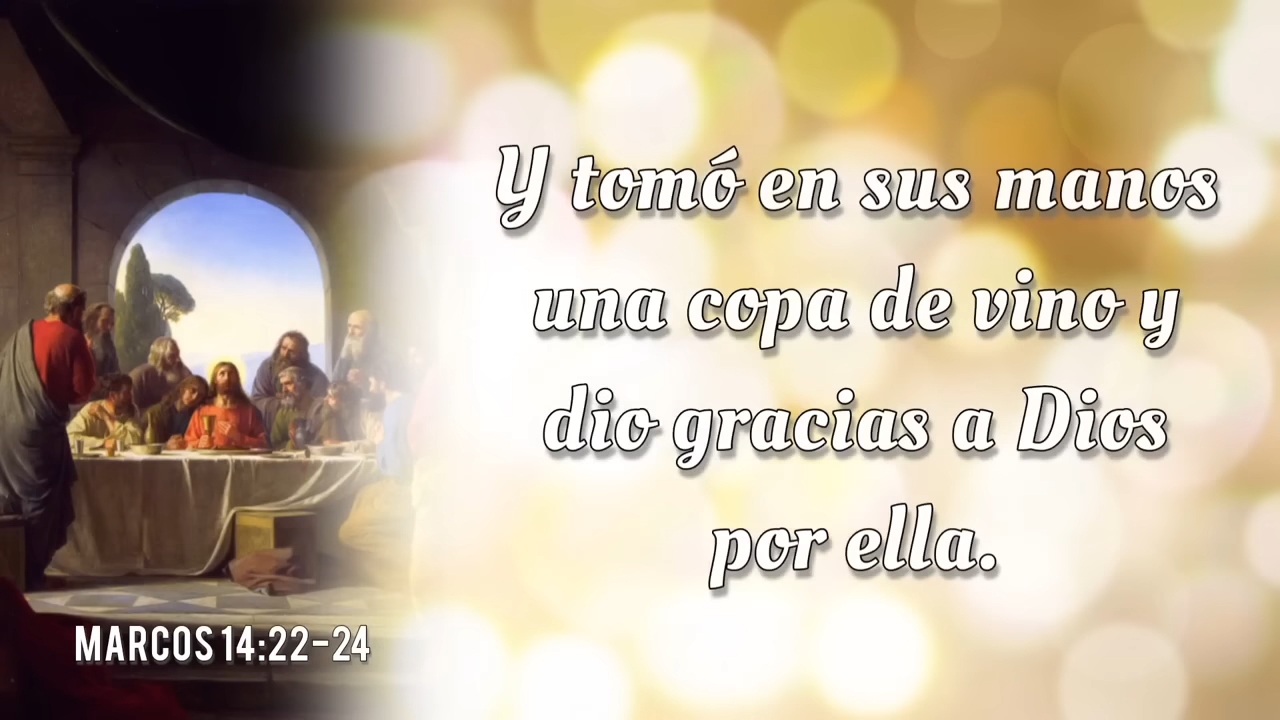 Y tomó en sus manos
una copa de vino y
dio gracias a Dios
por ella.
MARCOS 14:22-24